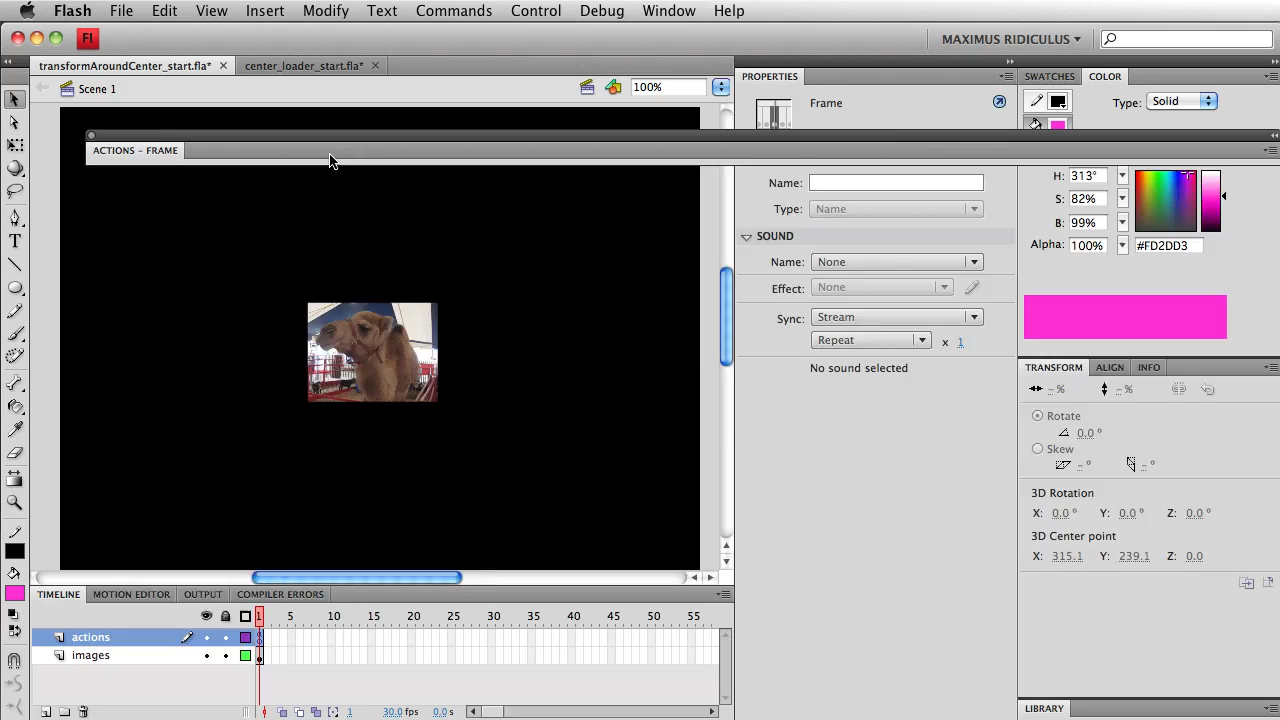 Flash File Edit View Insert Modify Text Commands Control Debug Window Help
Fl MAXIMUS RIDICULUS
transformAroundCenter_start.fla* center_loader_start.fla*
Scene 1 100%
PROPERTIES
Frame
SWATCHES COLOR
Type: Solid
ACTIONS – FRAME
Name:
Type: Name
SOUND
Name: None
Effect: None
Sync: Stream
Repeat x 1
No sound selected
H: 313°
S: 82%
B: 99%
Alpha: 100% #FD2DD3
TRANSFORM ALIGN INFO
– % – %
Rotate
0.0 °
Skew
– ° – °
3D Rotation
X: 0.0 ° Y: 0.0 ° Z: 0.0 °
3D Center point
X: 315.1 Y: 239.1 Z: 0.0
LIBRARY
TIMELINE MOTION EDITOR OUTPUT COMPILER ERRORS
1 5 10 15 20 25 30 35 40 45 50 55
actions
images
1 30.0 fps 0.0 s